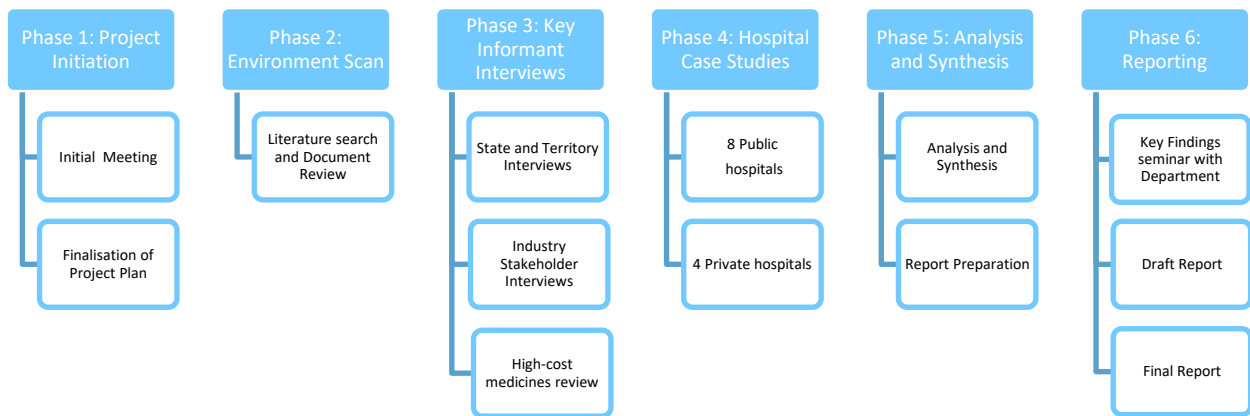 Phase 1: Project
Initiation
Initial Meeting
Finalisation of
Project Plan
Phase 2:
Environment Scan
Literature search
and Document
Review
Phase 3: Key
Informant
Interviews
State and Territory
Interviews
Industry
Stakeholder
Interviews
High-cost
medicines review
Phase 4: Hospital
Case Studies
8 Public
hospitals
4 Private hospitals
Phase 5: Analysis
and Synthesis
Analysis and
Synthesis
Report Preparation
Phase 6:
Reporting
Key Findings
seminar with
Department
Draft Report
Final Report